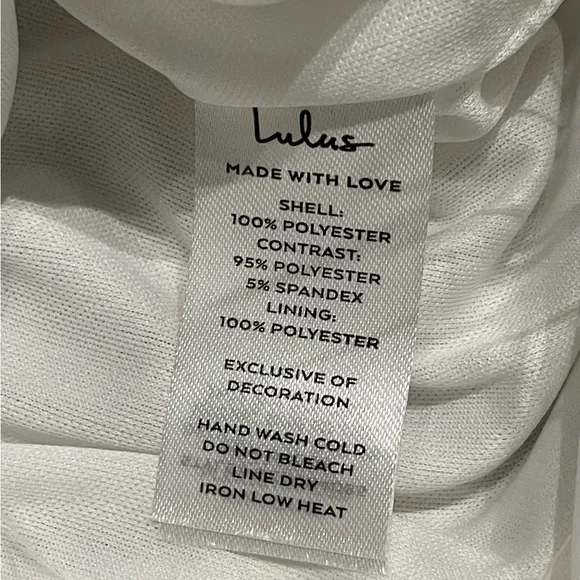 Lulus
MADE WITH LOVE
SHELL:
100% POLYESTER
CONTRAST:
95% POLYESTER
5% SPANDEX
LINING:
100% POLYESTER
EXCLUSIVE OF
DECORATION
HAND WASH COLD
DO NOT BLEACH
LINE DRY
IRON LOW HEAT